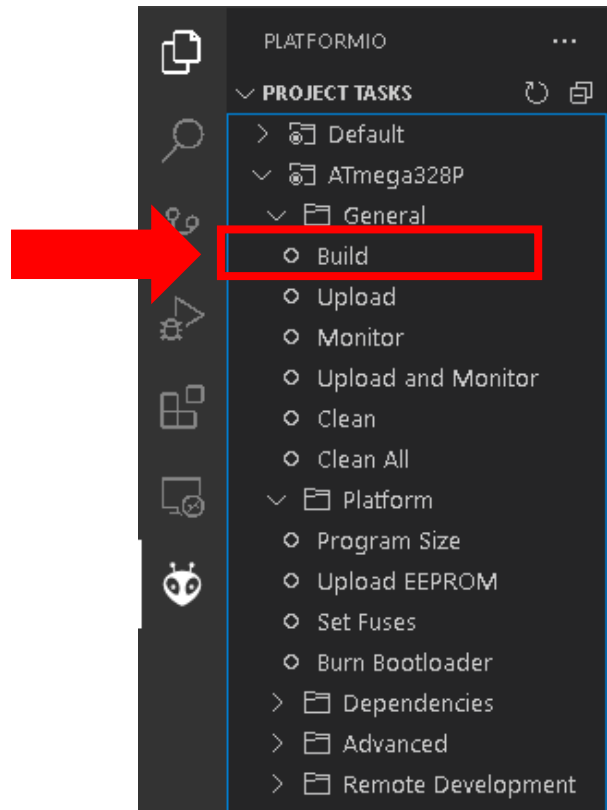 PLATFORMIO
PROJECT TASKS
Default
ATmega328P
General
Build
Upload
Monitor
Upload and Monitor
Clean
Clean All
Platform
Program Size
Upload EEPROM
Set Fuses
Burn Bootloader
Dependencies
Advanced
Remote Development